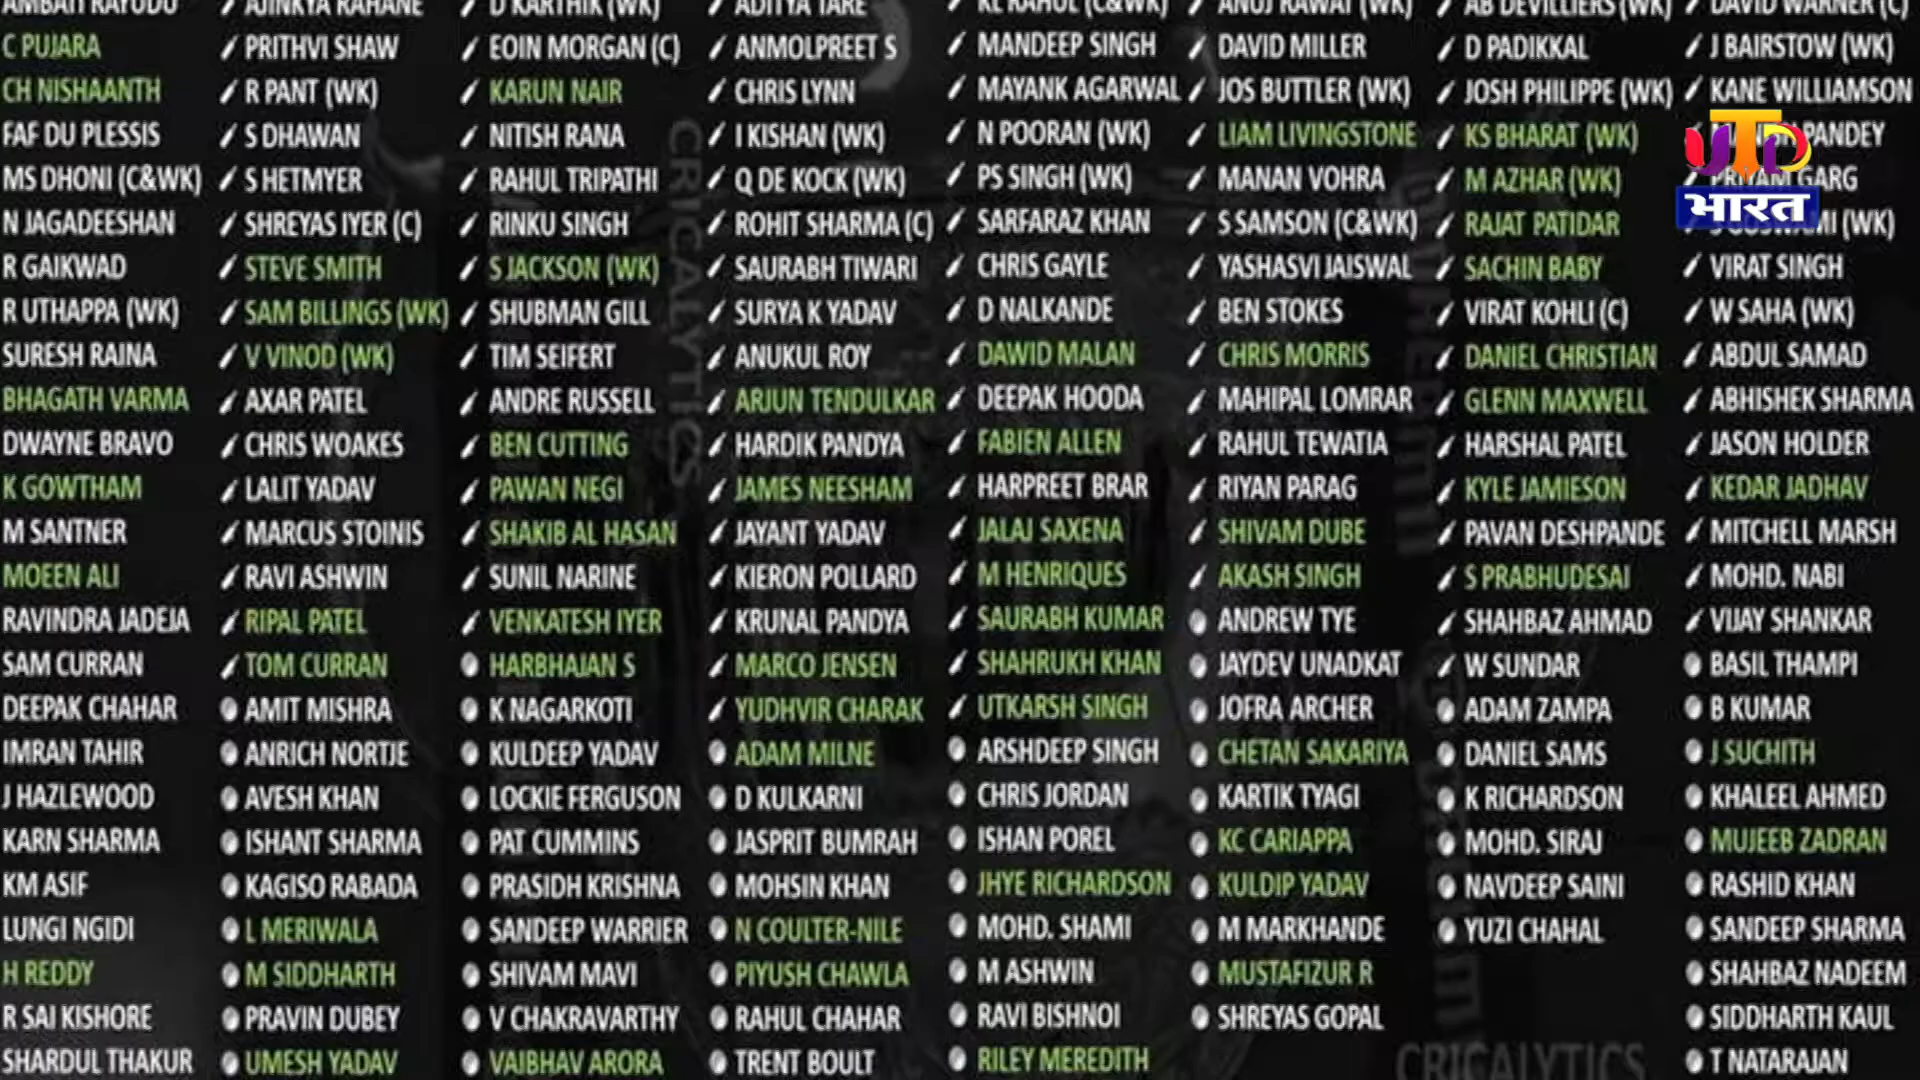 AMBATI RAYUDU
C PUJARA
CH NISHAANTH
FAF DU PLESSIS
MS DHONI (C&WK)
N JAGADEESHAN
R GAIKWAD
R UTHAPPA (WK)
SURESH RAINA
BHAGATH VARMA
DWAYNE BRAVO
K GOWTHAM
M SANTNER
MOEEN ALI
RAVINDRA JADEJA
SAM CURRAN
DEEPAK CHAHAR
IMRAN TAHIR
J HAZLEWOOD
KARN SHARMA
KM ASIF
LUNGI NGIDI
H REDDY
R SAI KISHORE
SHARDUL THAKUR
AJINKYA RAHANE
PRITHVI SHAW
R PANT (WK)
S DHAWAN
S HETMYER
SHREYAS IYER (C)
STEVE SMITH
SAM BILLINGS (WK)
V VINOD (WK)
AXAR PATEL
CHRIS WOAKES
LALIT YADAV
MARCUS STOINIS
RAVI ASHWIN
RIPAL PATEL
TOM CURRAN
AMIT MISHRA
ANRICH NORTJE
AVESH KHAN
ISHANT SHARMA
KAGISO RABADA
L MERIWALA
M SIDDHARTH
PRAVIN DUBEY
UMESH YADAV
D KARTHIK (WK)
EOIN MORGAN (C)
KARUN NAIR
NITISH RANA
RAHUL TRIPATHI
RINKU SINGH
S JACKSON (WK)
SHUBMAN GILL
TIM SEIFERT
ANDRE RUSSELL
BEN CUTTING
PAWAN NEGI
SHAKIB AL HASAN
SUNIL NARINE
VENKATESH IYER
HARBHAJAN S
K NAGARKOTI
KULDEEP YADAV
LOCKIE FERGUSON
PAT CUMMINS
PRASIDH KRISHNA
SANDEEP WARRIER
SHIVAM MAVI
V CHAKRAVARTHY
VAIBHAV ARORA
ADITYA TARE
ANMOLPREET S
CHRIS LYNN
I KISHAN (WK)
Q DE KOCK (WK)
ROHIT SHARMA (C)
SAURABH TIWARI
SURYA K YADAV
ANUKUL ROY
ARJUN TENDULKAR
HARDIK PANDYA
JAMES NEESHAM
JAYANT YADAV
KIERON POLLARD
KRUNAL PANDYA
MARCO JENSEN
YUDHVIR CHARAK
ADAM MILNE
D KULKARNI
JASPRIT BUMRAH
MOHSIN KHAN
N COULTER-NILE
PIYUSH CHAWLA
RAHUL CHAHAR
TRENT BOULT
KL RAHUL (C&WK)
MANDEEP SINGH
MAYANK AGARWAL
N POORAN (WK)
PS SINGH (WK)
SARFARAZ KHAN
CHRIS GAYLE
D NALKANDE
DAWID MALAN
DEEPAK HOODA
FABIEN ALLEN
HARPREET BRAR
JALAJ SAXENA
M HENRIQUES
SAURABH KUMAR
SHAHRUKH KHAN
UTKARSH SINGH
ARSHDEEP SINGH
CHRIS JORDAN
ISHAN POREL
JHYE RICHARDSON
MOHD. SHAMI
M ASHWIN
RAVI BISHNOI
RILEY MEREDITH
ANUJ RAWAT (WK)
DAVID MILLER
JOS BUTTLER (WK)
LIAM LIVINGSTONE
MANAN VOHRA
S SAMSON (C&WK)
YASHASVI JAISWAL
BEN STOKES
CHRIS MORRIS
MAHIPAL LOMRAR
RAHUL TEWATIA
RIYAN PARAG
SHIVAM DUBE
AKASH SINGH
ANDREW TYE
JAYDEV UNADKAT
JOFRA ARCHER
CHETAN SAKARIYA
KARTIK TYAGI
KC CARIAPPA
KULDIP YADAV
M MARKHANDE
MUSTAFIZUR R
SHREYAS GOPAL
AB DEVILLIERS (WK)
D PADIKKAL
JOSH PHILIPPE (WK)
KS BHARAT (WK)
M AZHAR (WK)
RAJAT PATIDAR
SACHIN BABY
VIRAT KOHLI (C)
DANIEL CHRISTIAN
GLENN MAXWELL
HARSHAL PATEL
KYLE JAMIESON
PAVAN DESHPANDE
S PRABHUDESAI
SHAHBAZ AHMAD
W SUNDAR
ADAM ZAMPA
DANIEL SAMS
K RICHARDSON
MOHD. SIRAJ
NAVDEEP SAINI
YUZI CHAHAL
DAVID WARNER (C)
J BAIRSTOW (WK)
KANE WILLIAMSON
PANDEY
PRIYAM GARG
(WK)
VIRAT SINGH
W SAHA (WK)
ABDUL SAMAD
ABHISHEK SHARMA
JASON HOLDER
KEDAR JADHAV
MITCHELL MARSH
MOHD. NABI
VIJAY SHANKAR
BASIL THAMPI
B KUMAR
J SUCHITH
KHALEEL AHMED
MUJEEB ZADRAN
RASHID KHAN
SANDEEP SHARMA
SHAHBAZ NADEEM
SIDDHARTH KAUL
T NATARAJAN
UTD
भारत
CRICALYTICS
CRICALYTICS